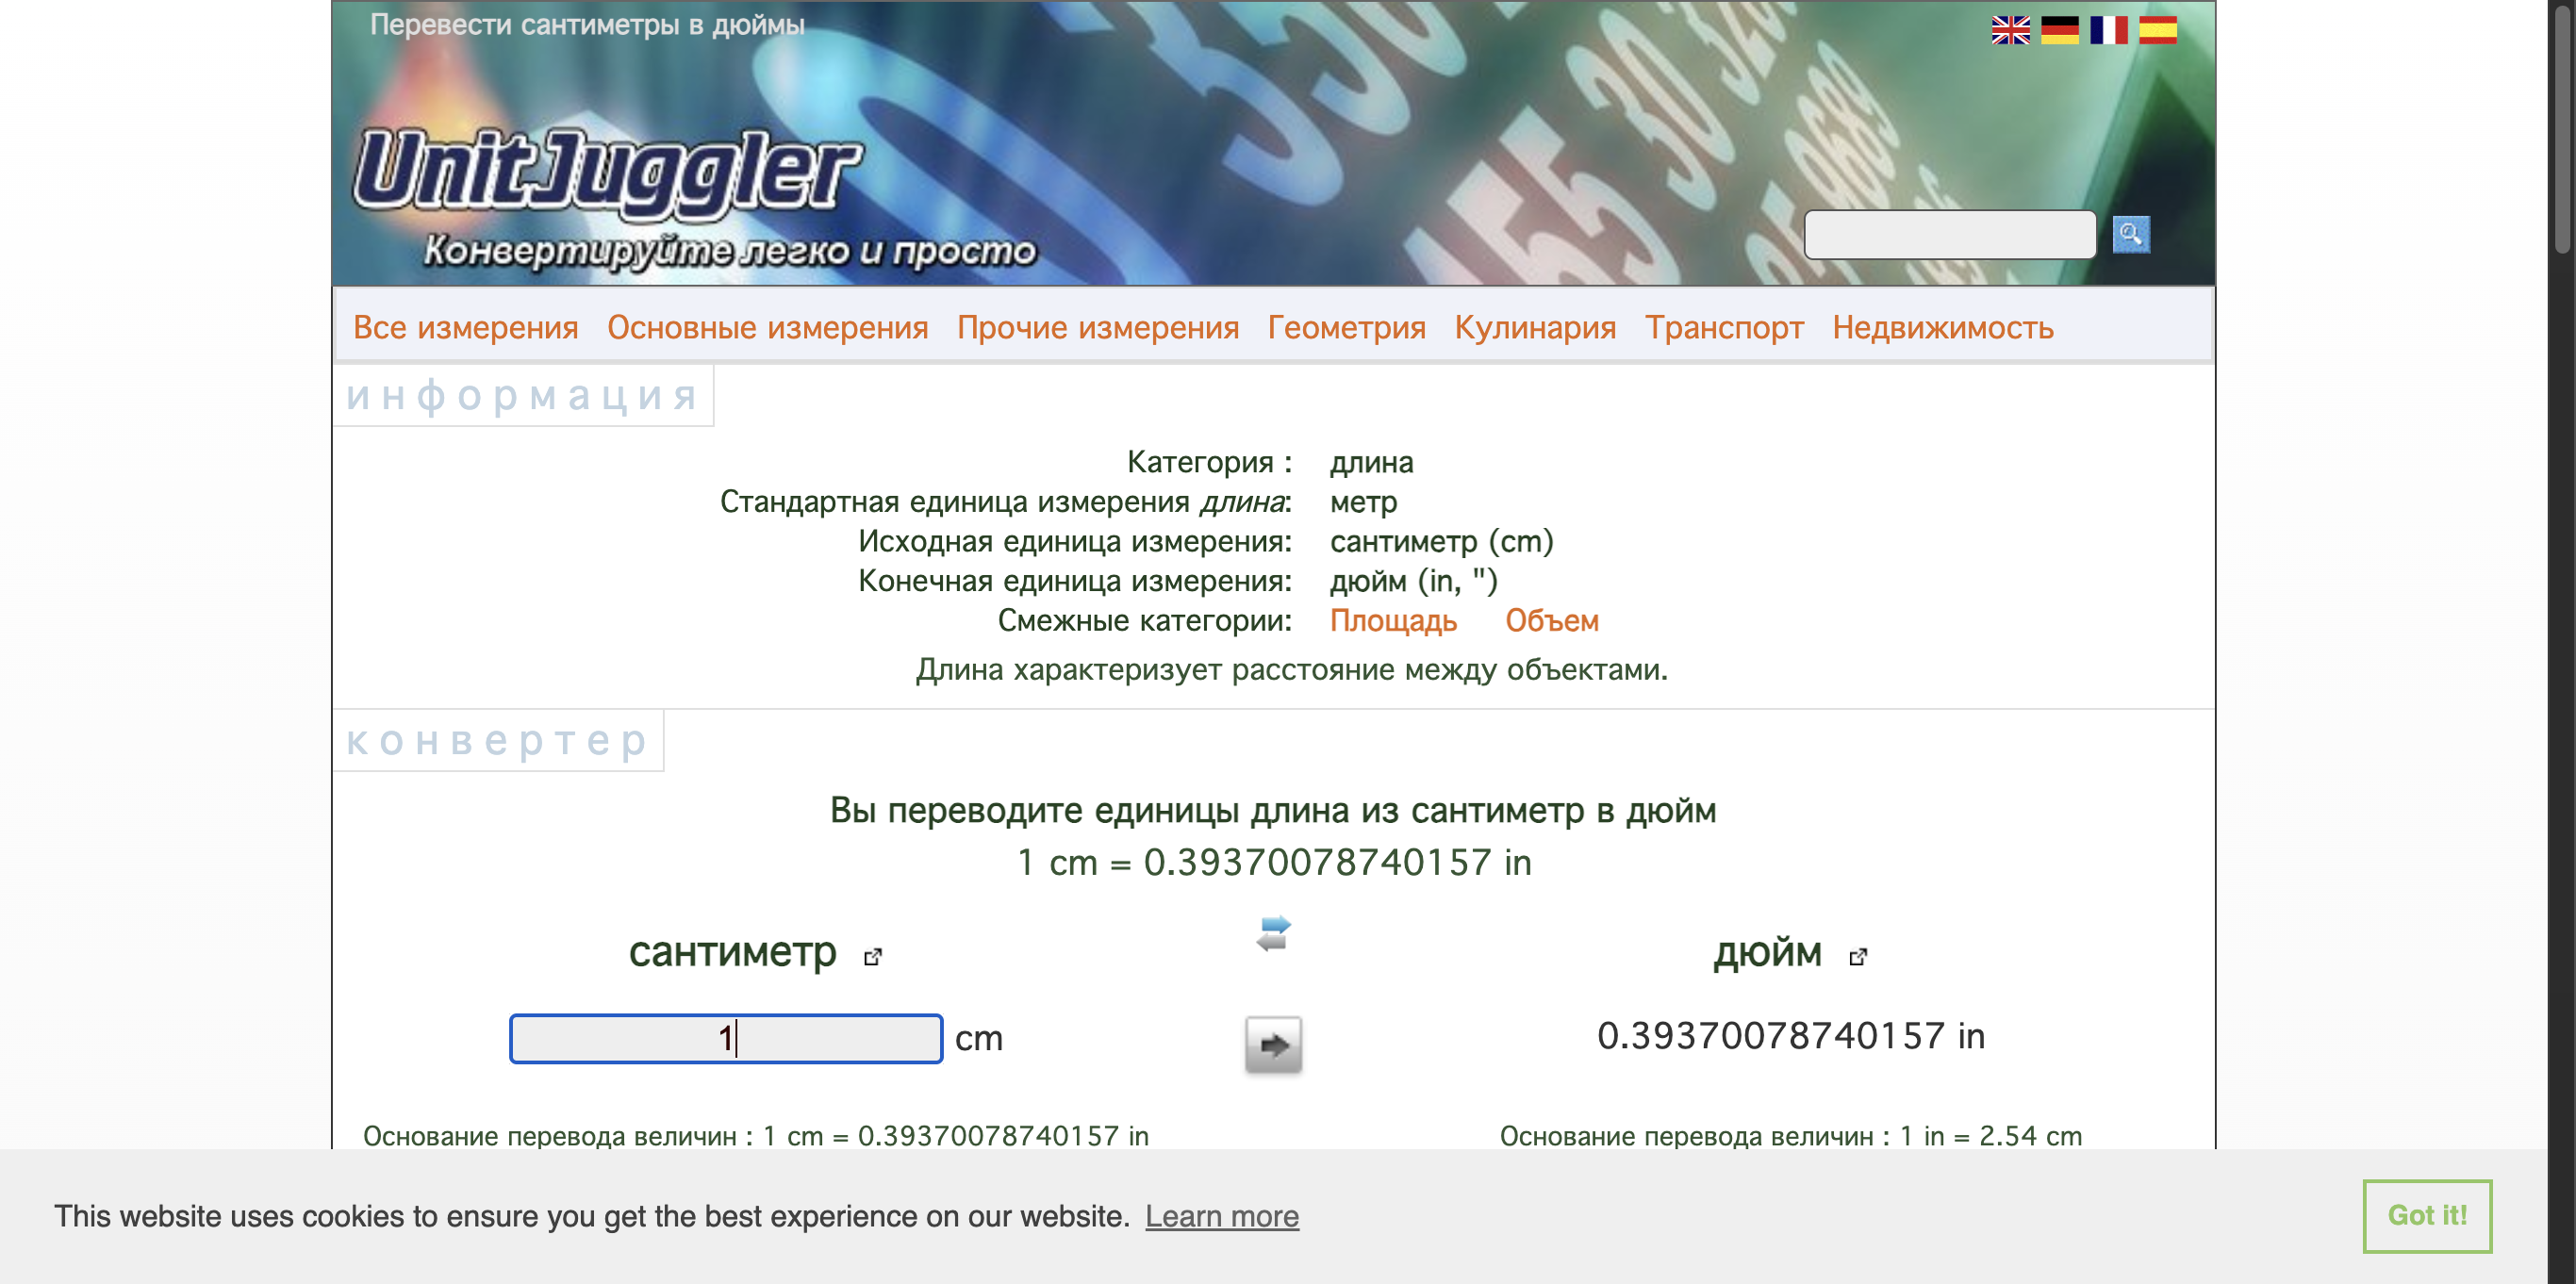 Перевести сантиметры в дюймы
UnitJuggler
Конвертируйте легко и просто
Все измерения Основные измерения Прочие измерения Геометрия Кулинария Транспорт Недвижимость
информация
Категория : длина
Стандартная единица измерения длина: метр
Исходная единица измерения: сантиметр (cm)
Конечная единица измерения: дюйм (in, ")
Смежные категории: Площадь Объем
Длина характеризует расстояние между объектами.
конвертер
Вы переводите единицы длина из сантиметр в дюйм
1 cm = 0.39370078740157 in
сантиметр дюйм
1 cm 0.39370078740157 in
Основание перевода величин : 1 cm = 0.39370078740157 in Основание перевода величин : 1 in = 2.54 cm
This website uses cookies to ensure you get the best experience on our website. Learn more Got it!